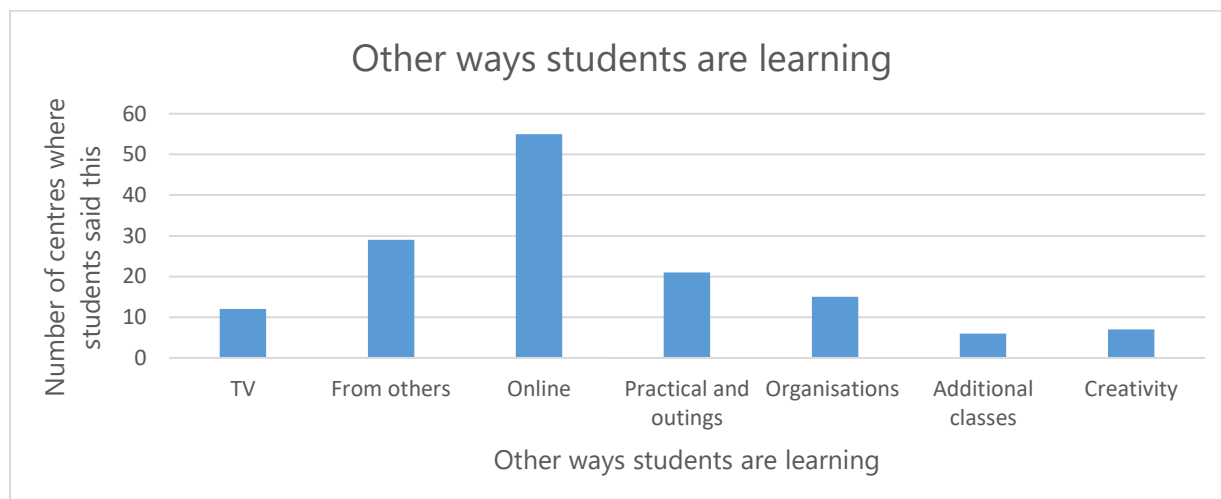 Other ways students are learning
Number of centres where
students said this
60
50
40
30
20
10
0
TV
From others
Online
Practical and
outings
Organisations
Additional
classes
Creativity
Other ways students are learning